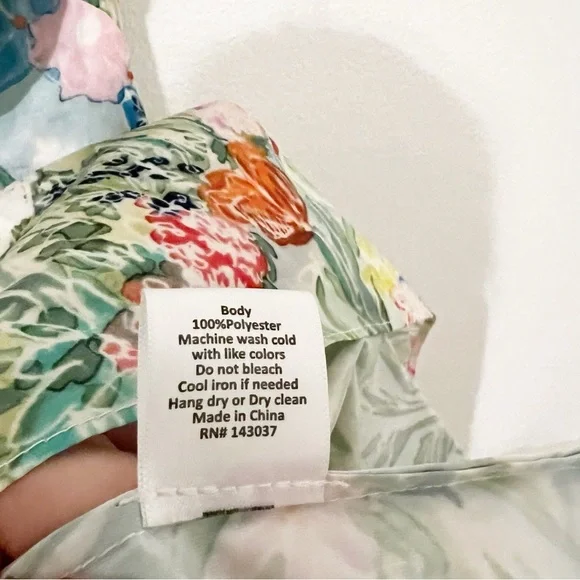 Body
100%Polyester
Machine wash cold
with like colors
Do not bleach
Cool iron if needed
Hang dry or Dry clean
Made in China
RN# 143037